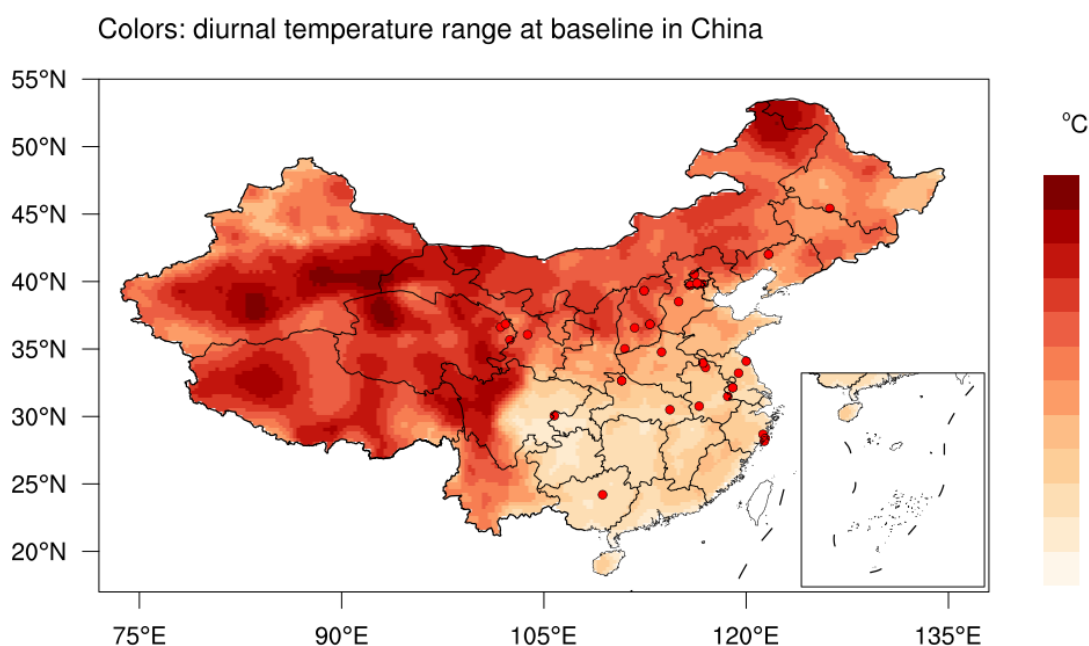 Colors: diurnal temperature range at baseline in China
55°N
50°N
45°N
40°N
35°N
30°N
25°N
20°N
75°E
90°E
105°E
120°E
135°E
°C